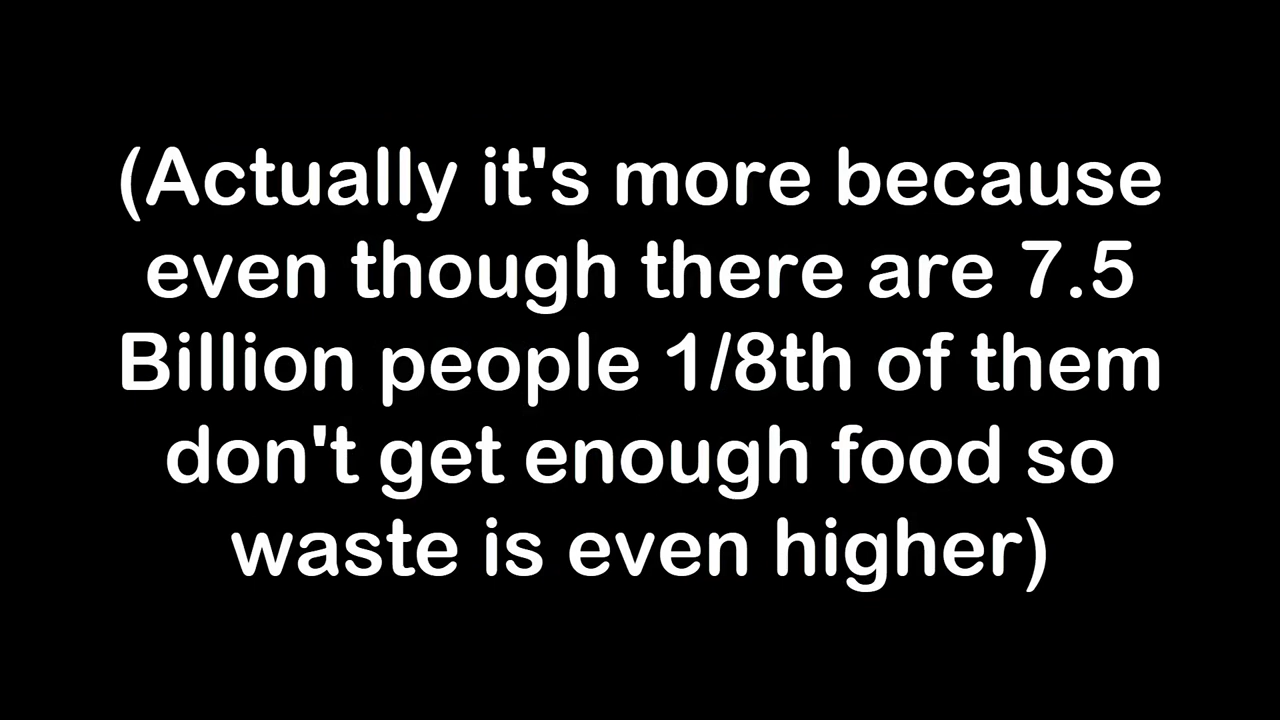 (Actually it's more because
even though there are 7.5
Billion people 1/8th of them
don't get enough food so
waste is even higher)